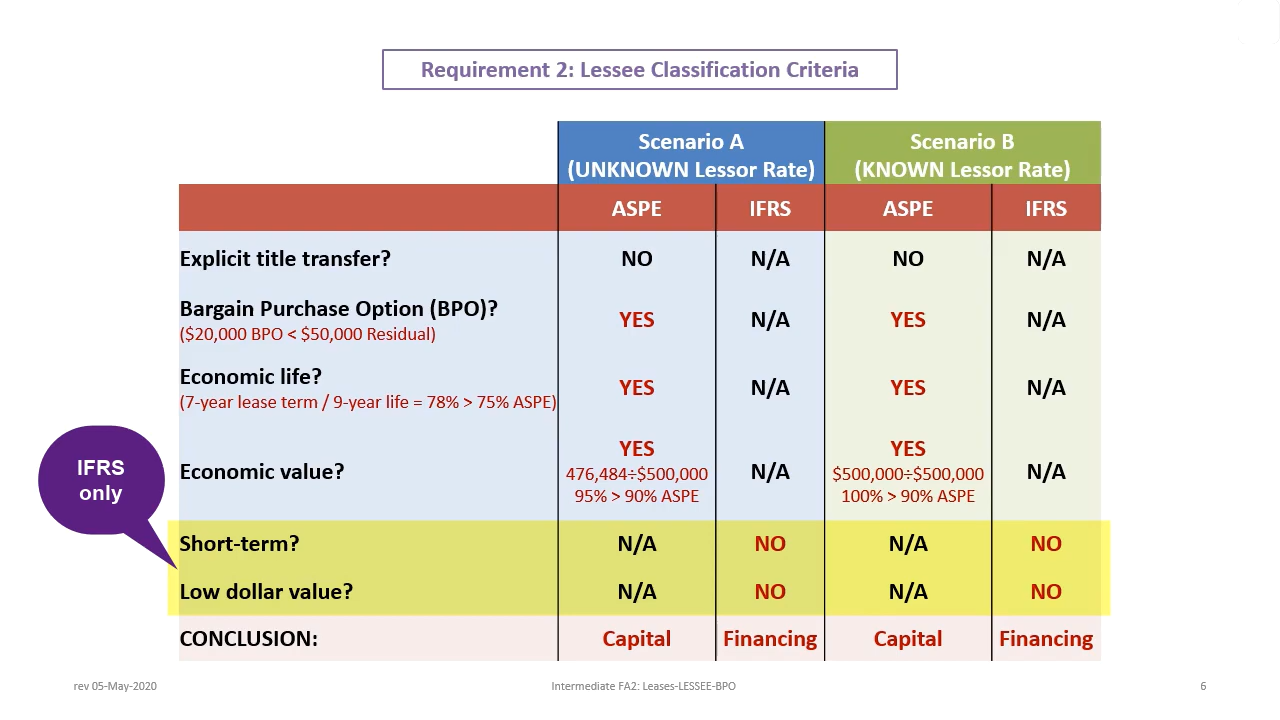 Requirement 2: Lessee Classification Criteria
Scenario A
(UNKNOWN Lessor Rate)
Scenario B
(KNOWN Lessor Rate)
ASPE IFRS ASPE IFRS
Explicit title transfer? NO N/A NO N/A
Bargain Purchase Option (BPO)?
($20,000 BPO < $50,000 Residual)
YES N/A YES N/A
Economic life?
(7-year lease term / 9-year life = 78% > 75% ASPE)
YES N/A YES N/A
Economic value?
YES
476,484÷$500,000
95% > 90% ASPE
N/A
YES
$500,000÷$500,000
100% > 90% ASPE
N/A
IFRS
only
Short-term? N/A NO N/A NO
Low dollar value? N/A NO N/A NO
CONCLUSION: Capital Financing Capital Financing
rev 05-May-2020 Intermediate FA2: Leases-LESSEE-BPO 6